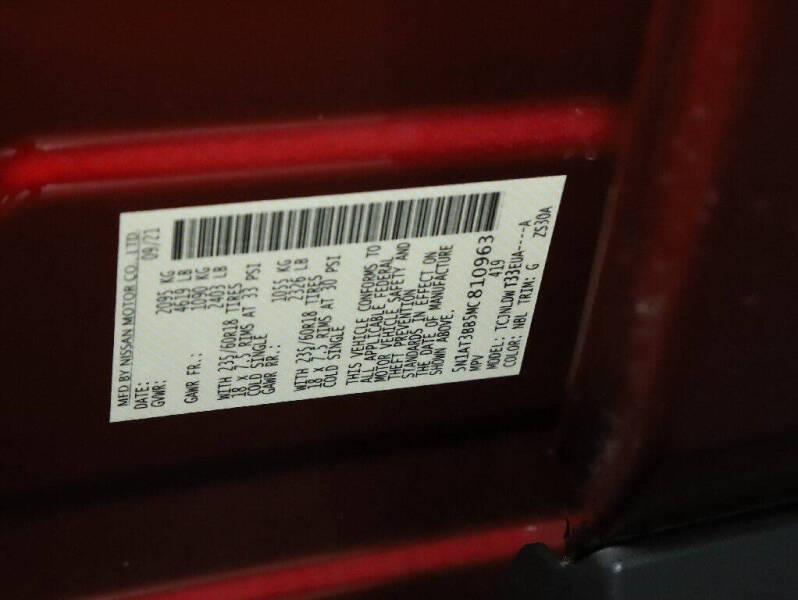 MFD BY NISSAN MOTOR CO., LTD.
DATE: 09/21
GVWR: 2095 KG
4619 LB
GAWR FR.: 1090 KG
2403 LB
WITH 235/60R18 TIRES
18 X 7.5 RIMS AT 33 PSI
COLD SINGLE
GAWR RR.: 1055 KG
2326 LB
WITH 235/60R18 TIRES
18 X 7.5 RIMS AT 30 PSI
COLD SINGLE
THIS VEHICLE CONFORMS TO
ALL APPLICABLE FEDERAL
MOTOR VEHICLE SAFETY AND
THEFT PREVENTION
STANDARDS IN EFFECT ON
THE DATE OF MANUFACTURE
SHOWN ABOVE.
5N1AT3BB5MC810963
MPV 419
MODEL: TCJNLDW T33EUA----A
COLOR: NBL TRIM: G ZS30A